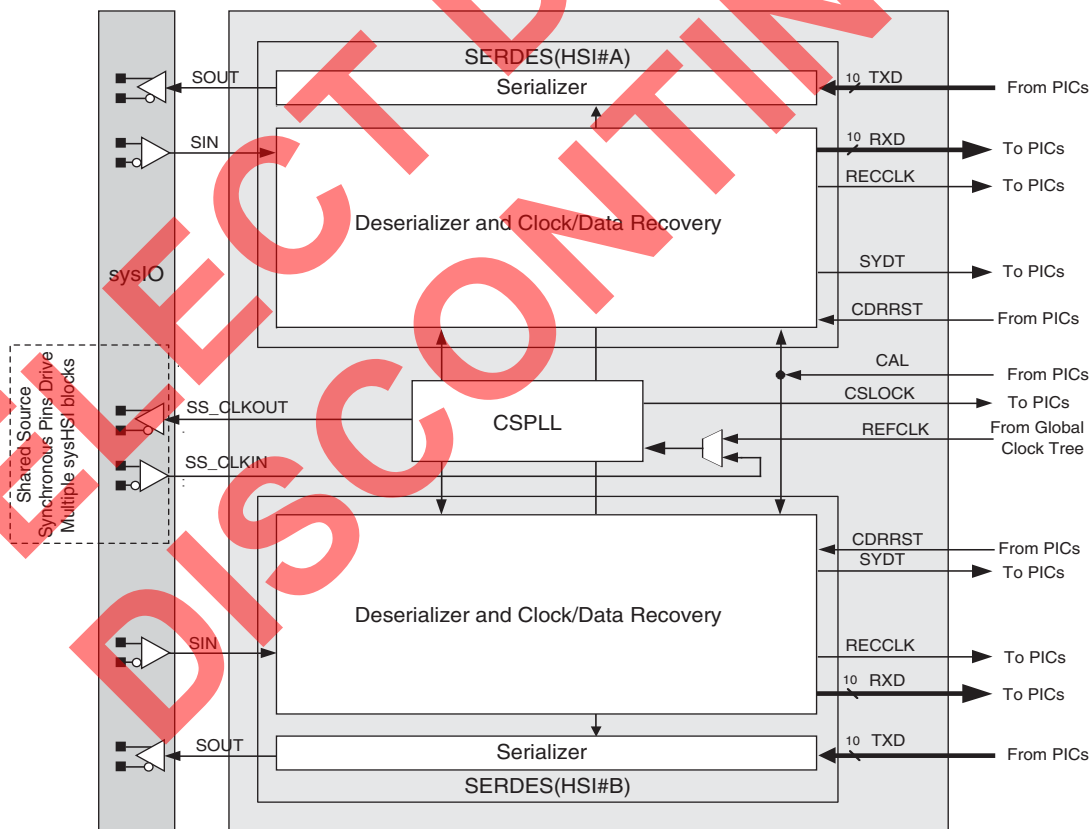 SERDES(HSI#A)
SOUT
Serializer
10 TXD
From PICs
SIN
10 RXD
To PICs
RECCLK
To PICs
Deserializer and Clock/Data Recovery
sysIO
SYDT
To PICs
CDRRST
From PICs
CAL
From PICs
Shared Source
Synchronous Pins Drive
Multiple sysHSI blocks
SS_CLKOUT
CSPLL
CSLOCK
To PICs
REFCLK
From Global
Clock Tree
SS_CLKIN
CDRRST
From PICs
SYDT
To PICs
Deserializer and Clock/Data Recovery
SIN
RECCLK
To PICs
10 RXD
To PICs
SOUT
Serializer
10 TXD
From PICs
SERDES(HSI#B)
ELECT D
DISCONTIN